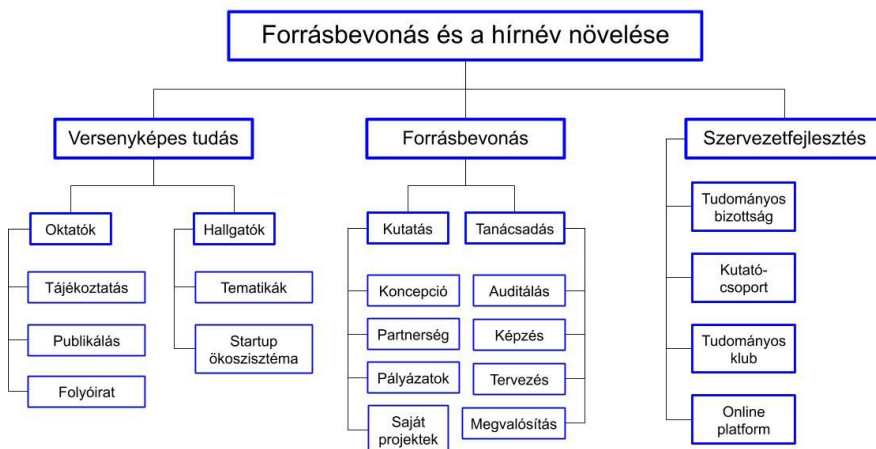 Forrásbevonás és a hírnév növelése
Versenyképes tudás
Forrásbevonás
Szervezetfejlesztés
Oktatók
Hallgatók
Kutatás
Tanácsadás
Tájékoztatás
Publikálás
Folyóirat
Tematikák
Startup
ökoszisztéma
Koncepció
Partnerség
Pályázatok
Saját
projektek
Auditálás
Képzés
Tervezés
Megvalósítás
Tudományos
bizottság
Kutató-
csoport
Tudományos
klub
Online
platform